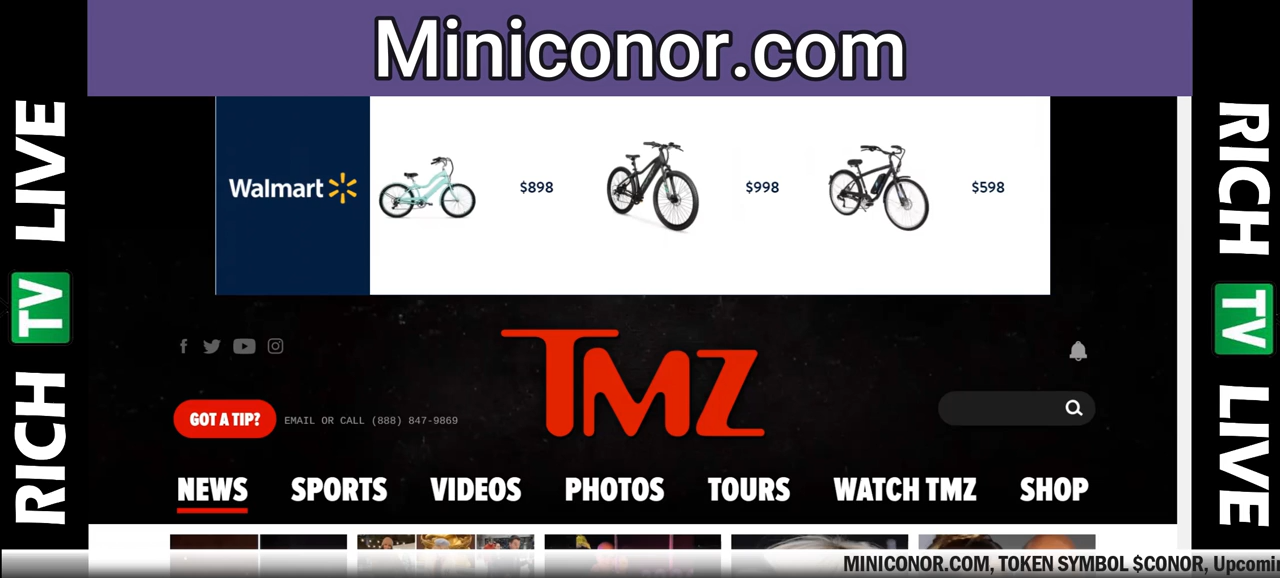 Miniconor.com
RICH TV LIVE
Walmart
$898
$998
$598
TMZ
GOT A TIP?
EMAIL OR CALL (888) 847-9869
NEWS SPORTS VIDEOS PHOTOS TOURS WATCH TMZ SHOP
RICH TV LIVE
MINICONOR.COM, TOKEN SYMBOL $CONOR, Upcomi